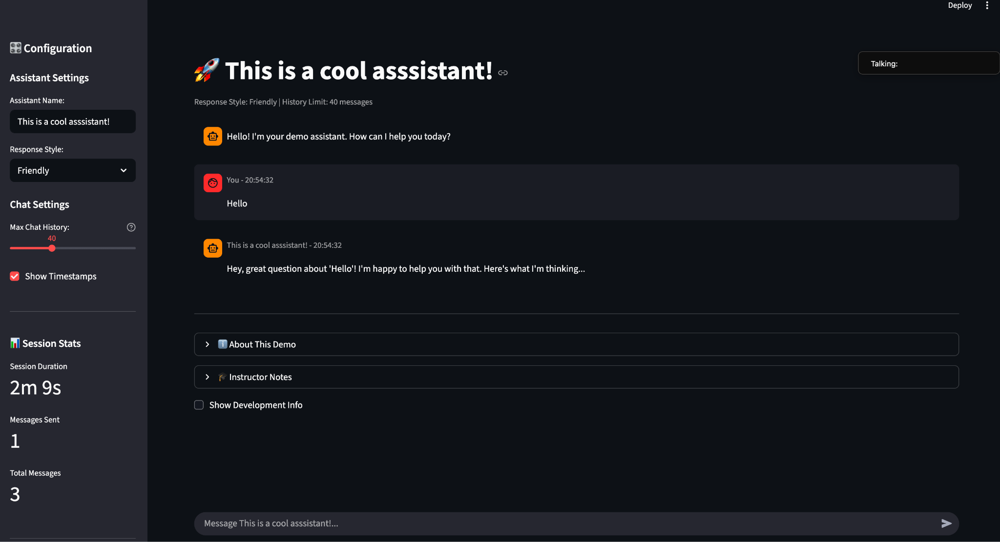 Deploy
Configuration
Assistant Settings
Assistant Name:
This is a cool asssistant!
Response Style:
Friendly
Chat Settings
Max Chat History:
40
Show Timestamps
Session Stats
Session Duration
2m 9s
Messages Sent
1
Total Messages
3
This is a cool asssistant!
Talking:
Response Style: Friendly | History Limit: 40 messages
Hello! I'm your demo assistant. How can I help you today?
You - 20:54:32
Hello
This is a cool asssistant! - 20:54:32
Hey, great question about 'Hello'! I'm happy to help you with that. Here's what I'm thinking...
About This Demo
Instructor Notes
Show Development Info
Message This is a cool asssistant!...